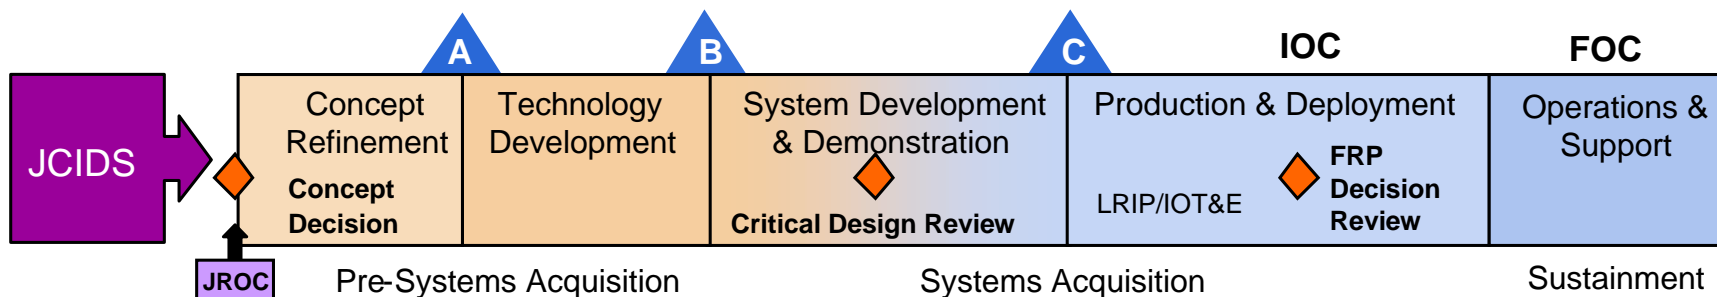 A
B
C
IOC
FOC
JCIDS
Concept
Refinement
Concept
Decision
Technology
Development
System Development
& Demonstration
Critical Design Review
Production & Deployment
LRIP/IOT&E
FRP
Decision
Review
Operations &
Support
JROC
Pre-Systems Acquisition
Systems Acquisition
Sustainment